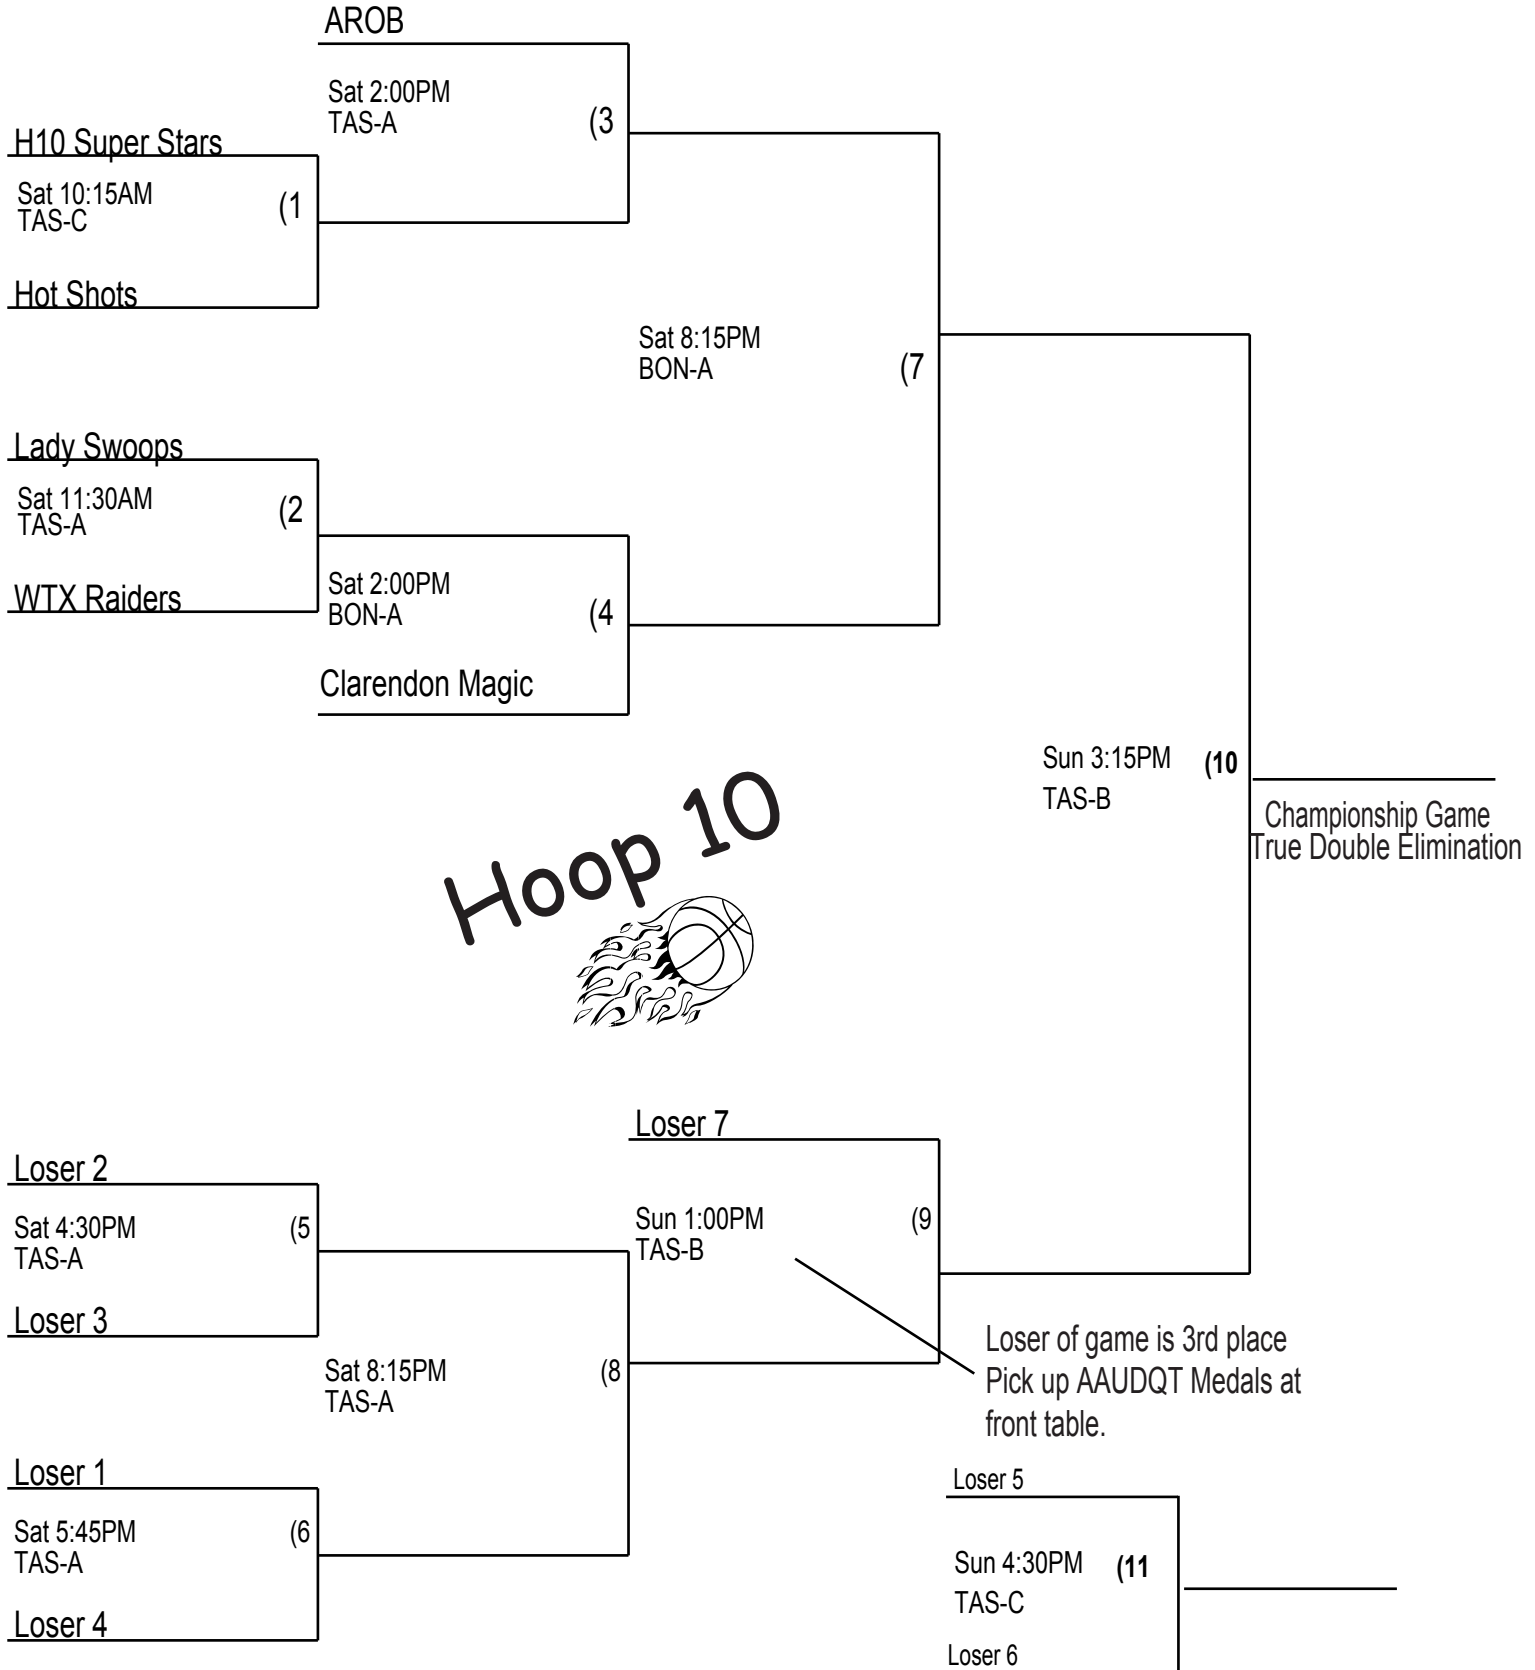 AROB
Sat 2:00PM
TAS-A
(3
H10 Super Stars
Sat 10:15AM
TAS-C
(1
Hot Shots
Sat 8:15PM
BON-A
(7
Lady Swoops
Sat 11:30AM
TAS-A
(2
WTX Raiders
Sat 2:00PM
BON-A
(4
Clarendon Magic
Sun 3:15PM
TAS-B
(10
Championship Game
True Double Elimination
Hoop 10
Loser 7
Loser 2
Sat 4:30PM
TAS-A
(5
Loser 3
Sun 1:00PM
TAS-B
(9
Sat 8:15PM
TAS-A
(8
Loser of game is 3rd place
Pick up AAUDQT Medals at
front table.
Loser 1
Sat 5:45PM
TAS-A
(6
Loser 4
Loser 5
Sun 4:30PM
TAS-C
(11
Loser 6